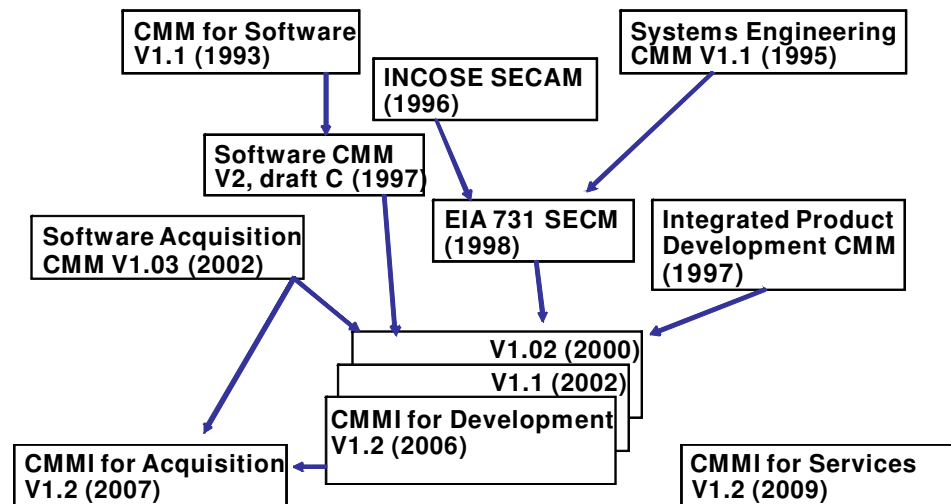 CMM for Software
V1.1 (1993)
Systems Engineering
CMM V1.1 (1995)
INCOSE SECAM
(1996)
Software CMM
V2, draft C (1997)
EIA 731 SECM
(1998)
Integrated Product
Development CMM
(1997)
Software Acquisition
CMM V1.03 (2002)
V1.02 (2000)
V1.1 (2002)
CMMI for Development
V1.2 (2006)
CMMI for Acquisition
V1.2 (2007)
CMMI for Services
V1.2 (2009)